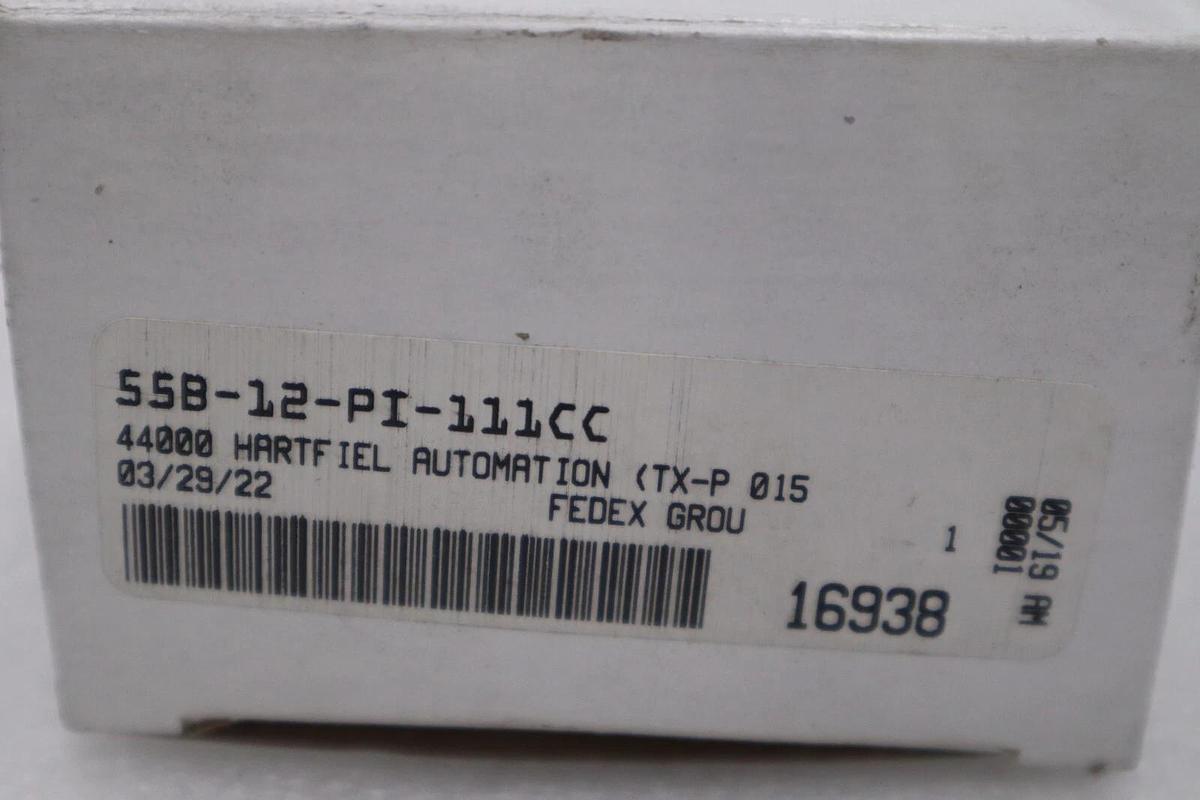 55B-12-PI-111CC
44000 HARTFIEL AUTOMATION (TX-P 015
03/29/22
FEDEX GROU
1
16938
05/19 AM
00001